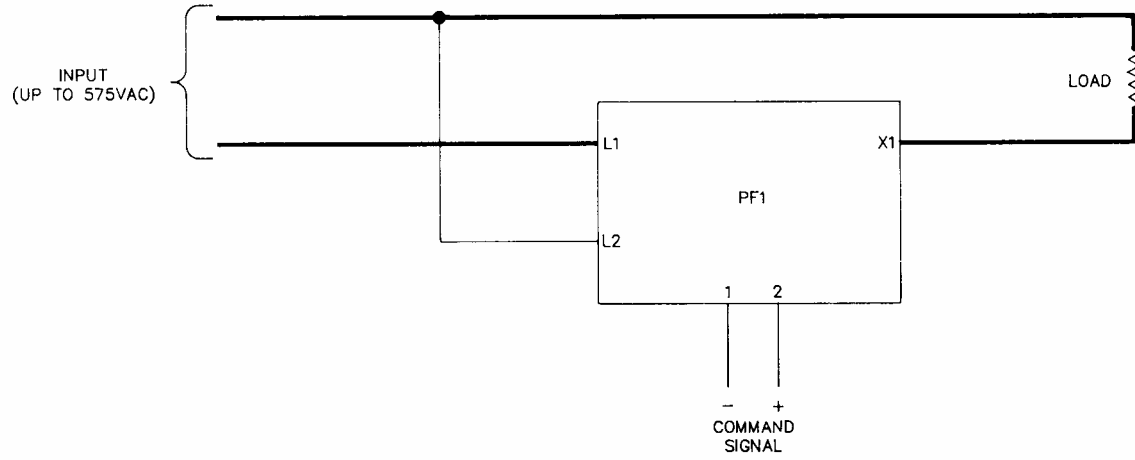 INPUT
(UP TO 575VAC)
LOAD
L1
X1
PF1
L2
1 2
- +
COMMAND
SIGNAL